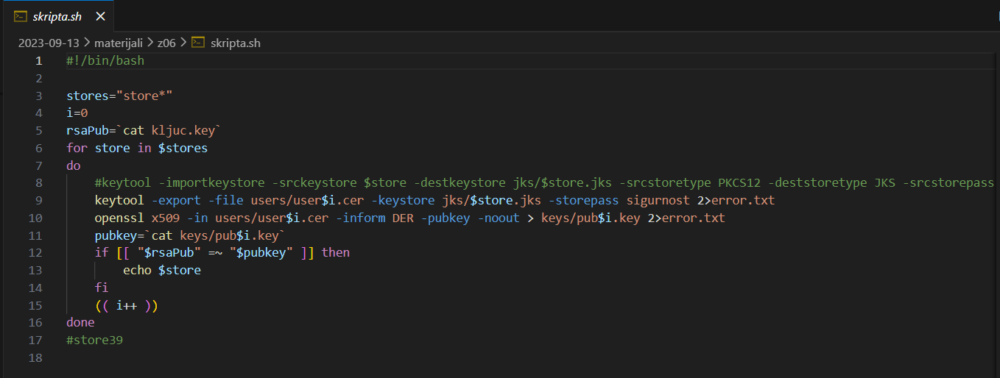 skripta.sh
2023-09-13 > materijali > z06 > skripta.sh
1 #!/bin/bash
2
3 stores="store*"
4 i=0
5 rsaPub=`cat kljuc.key`
6 for store in $stores
7 do
8 #keytool -importkeystore -srckeystore $store -destkeystore jks/$store.jks -srcstoretype PKCS12 -deststoretype JKS -srcstorepass
9 keytool -export -file users/user$i.cer -keystore jks/$store.jks -storepass sigurnost 2>error.txt
10 openssl x509 -in users/user$i.cer -inform DER -pubkey -noout > keys/pub$i.key 2>error.txt
11 pubkey=`cat keys/pub$i.key`
12 if [[ "$rsaPub" =~ "$pubkey" ]] then
13 echo $store
14 fi
15 (( i++ ))
16 done
17 #store39
18